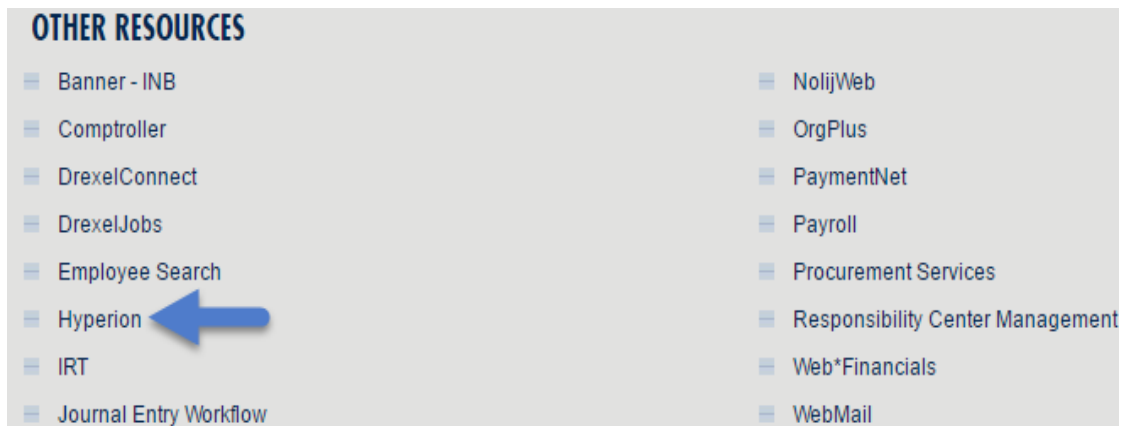 OTHER RESOURCES
Banner - INB
Comptroller
DrexelConnect
DrexelJobs
Employee Search
Hyperion
IRT
Journal Entry Workflow
NolijWeb
OrgPlus
PaymentNet
Payroll
Procurement Services
Responsibility Center Management
Web*Financials
WebMail